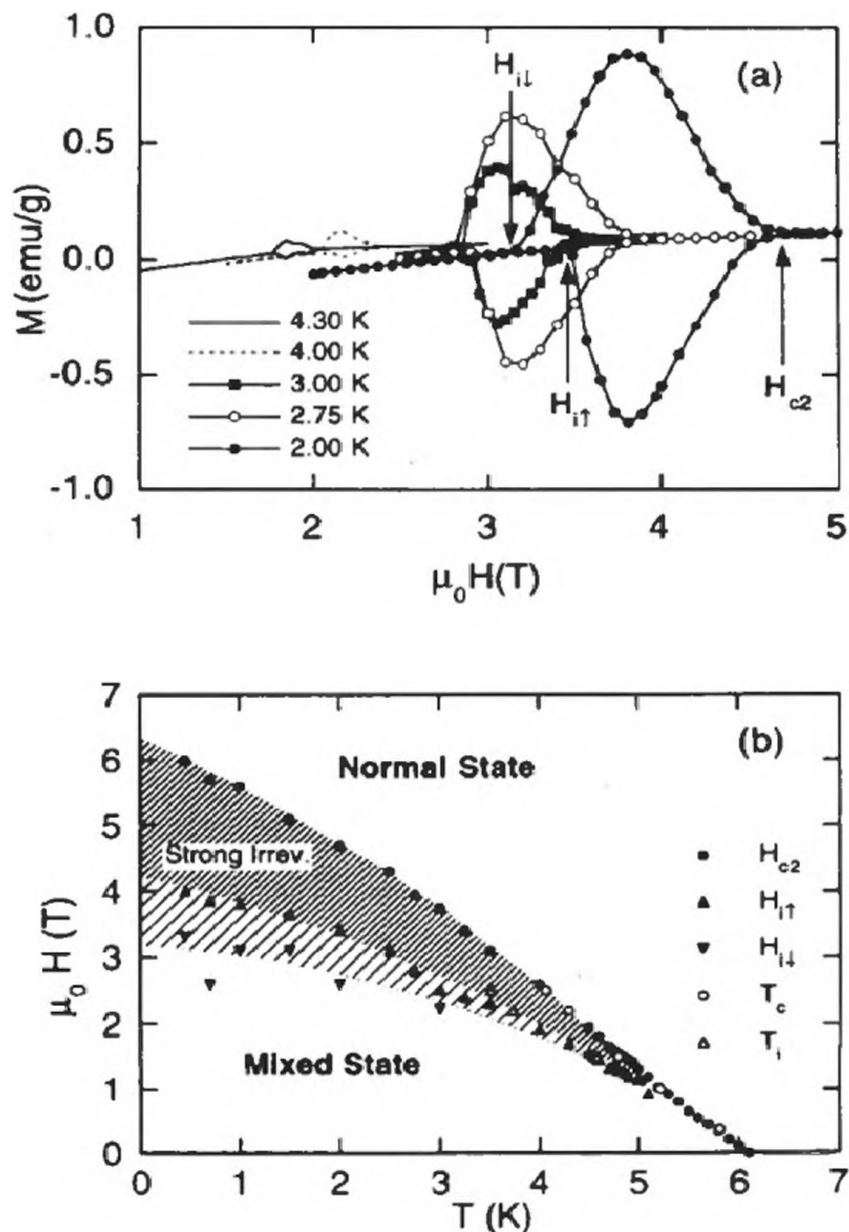 (a)
1.0
0.5
0.0
-0.5
-1.0
M (emu/g)
H_i↓
H_i↑
H_c2
4.30 K
4.00 K
3.00 K
2.75 K
2.00 K
1 2 3 4 5
μ₀H(T)
(b)
7
6
5
4
3
2
1
0
μ₀ H (T)
Normal State
Strong Irrev.
Mixed State
H_c2
H_i↑
H_i↓
T_c
T_i
0 1 2 3 4 5 6 7
T (K)